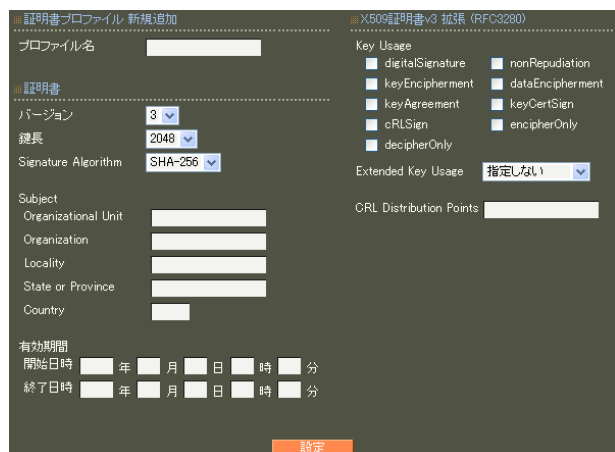 証明書プロファイル 新規追加
プロファイル名
証明書
バージョン 3
鍵長 2048
Signature Algorithm SHA-256
Subject
Organizational Unit
Organization
Locality
State or Province
Country
有効期間
開始日時 年 月 日 時 分
終了日時 年 月 日 時 分
X509証明書v3 拡張 (RFC3280)
Key Usage
digitalSignature nonRepudiation
keyEncipherment dataEncipherment
keyAgreement keyCertSign
cRLSign encipherOnly
decipherOnly
Extended Key Usage 指定しない
CRL Distribution Points
設定